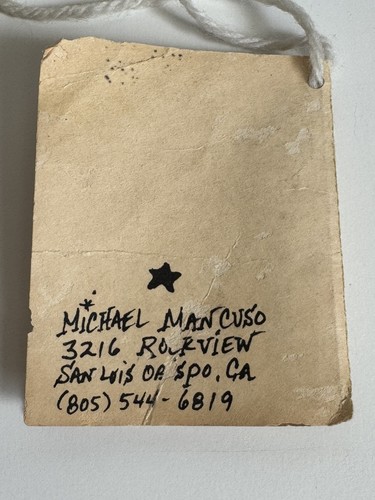 MICHAEL MANCUSO
3216 ROCKVIEW
SAN LUIS OBISPO, CA
(805) 544-6819